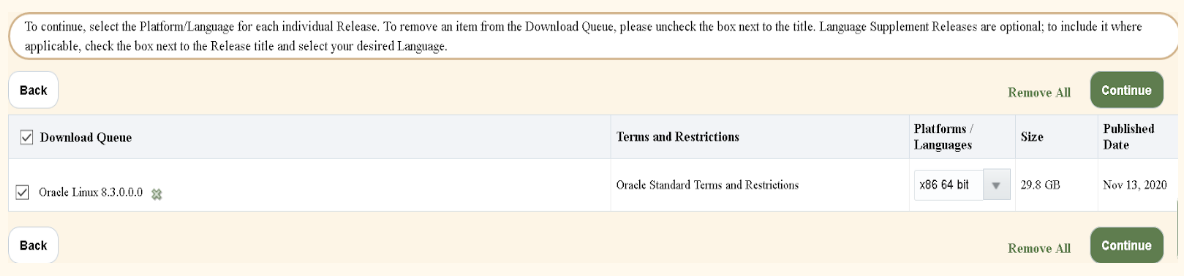 To continue, select the Platform/Language for each individual Release. To remove an item from the Download Queue, please uncheck the box next to the title. Language Supplement Releases are optional; to include it where
applicable, check the box next to the Release title and select your desired Language.
Back
Remove All
Continue
Download Queue
Terms and Restrictions
Platforms /
Languages
Size
Published
Date
Oracle Linux 8.3.0.0.0
Oracle Standard Terms and Restrictions
x86 64 bit
29.8 GB
Nov 13, 2020
Back
Remove All
Continue